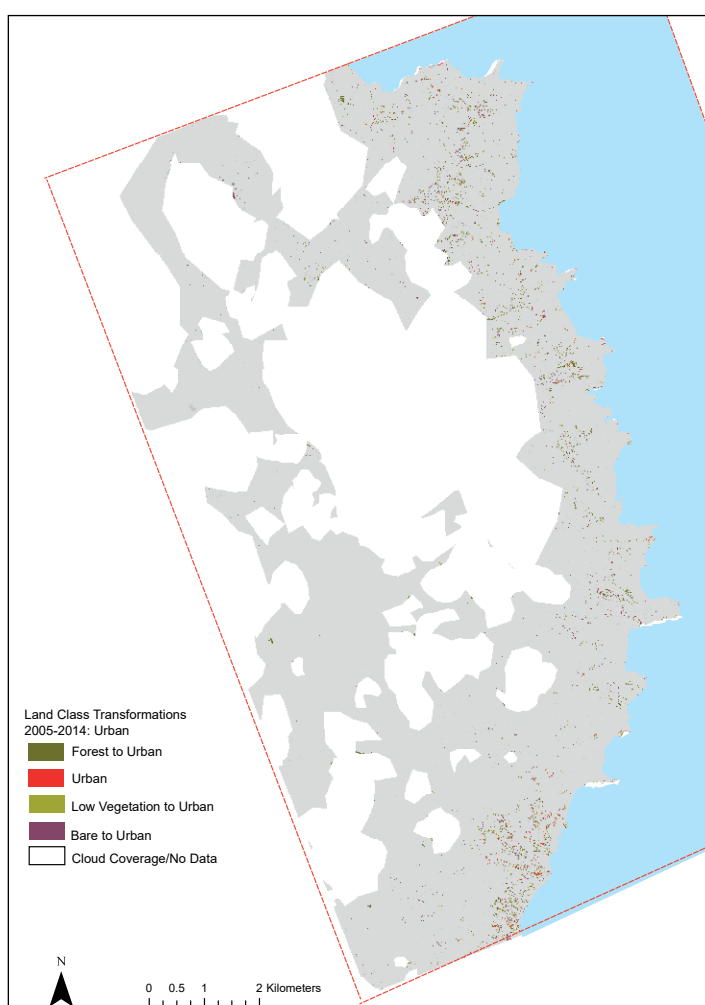 Land Class Transformations
2005-2014: Urban
Forest to Urban
Urban
Low Vegetation to Urban
Bare to Urban
Cloud Coverage/No Data
N
0 0.5 1 2 Kilometers